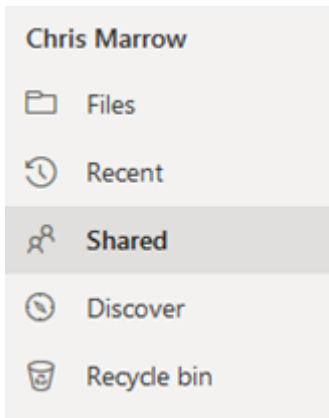 Chris Marrow
Files
Recent
Shared
Discover
Recycle bin